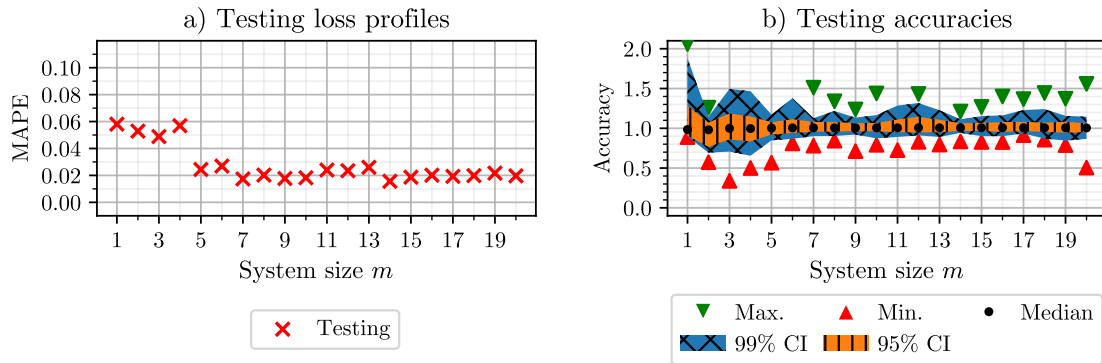 a) Testing loss profiles
0.10
0.08
0.06
0.04
0.02
0.00
MAPE
1 3 5 7 9 11 13 15 17 19
System size m
Testing
b) Testing accuracies
2.0
1.5
1.0
0.5
0.0
Accuracy
1 3 5 7 9 11 13 15 17 19
System size m
Max. Min. Median
99% CI 95% CI